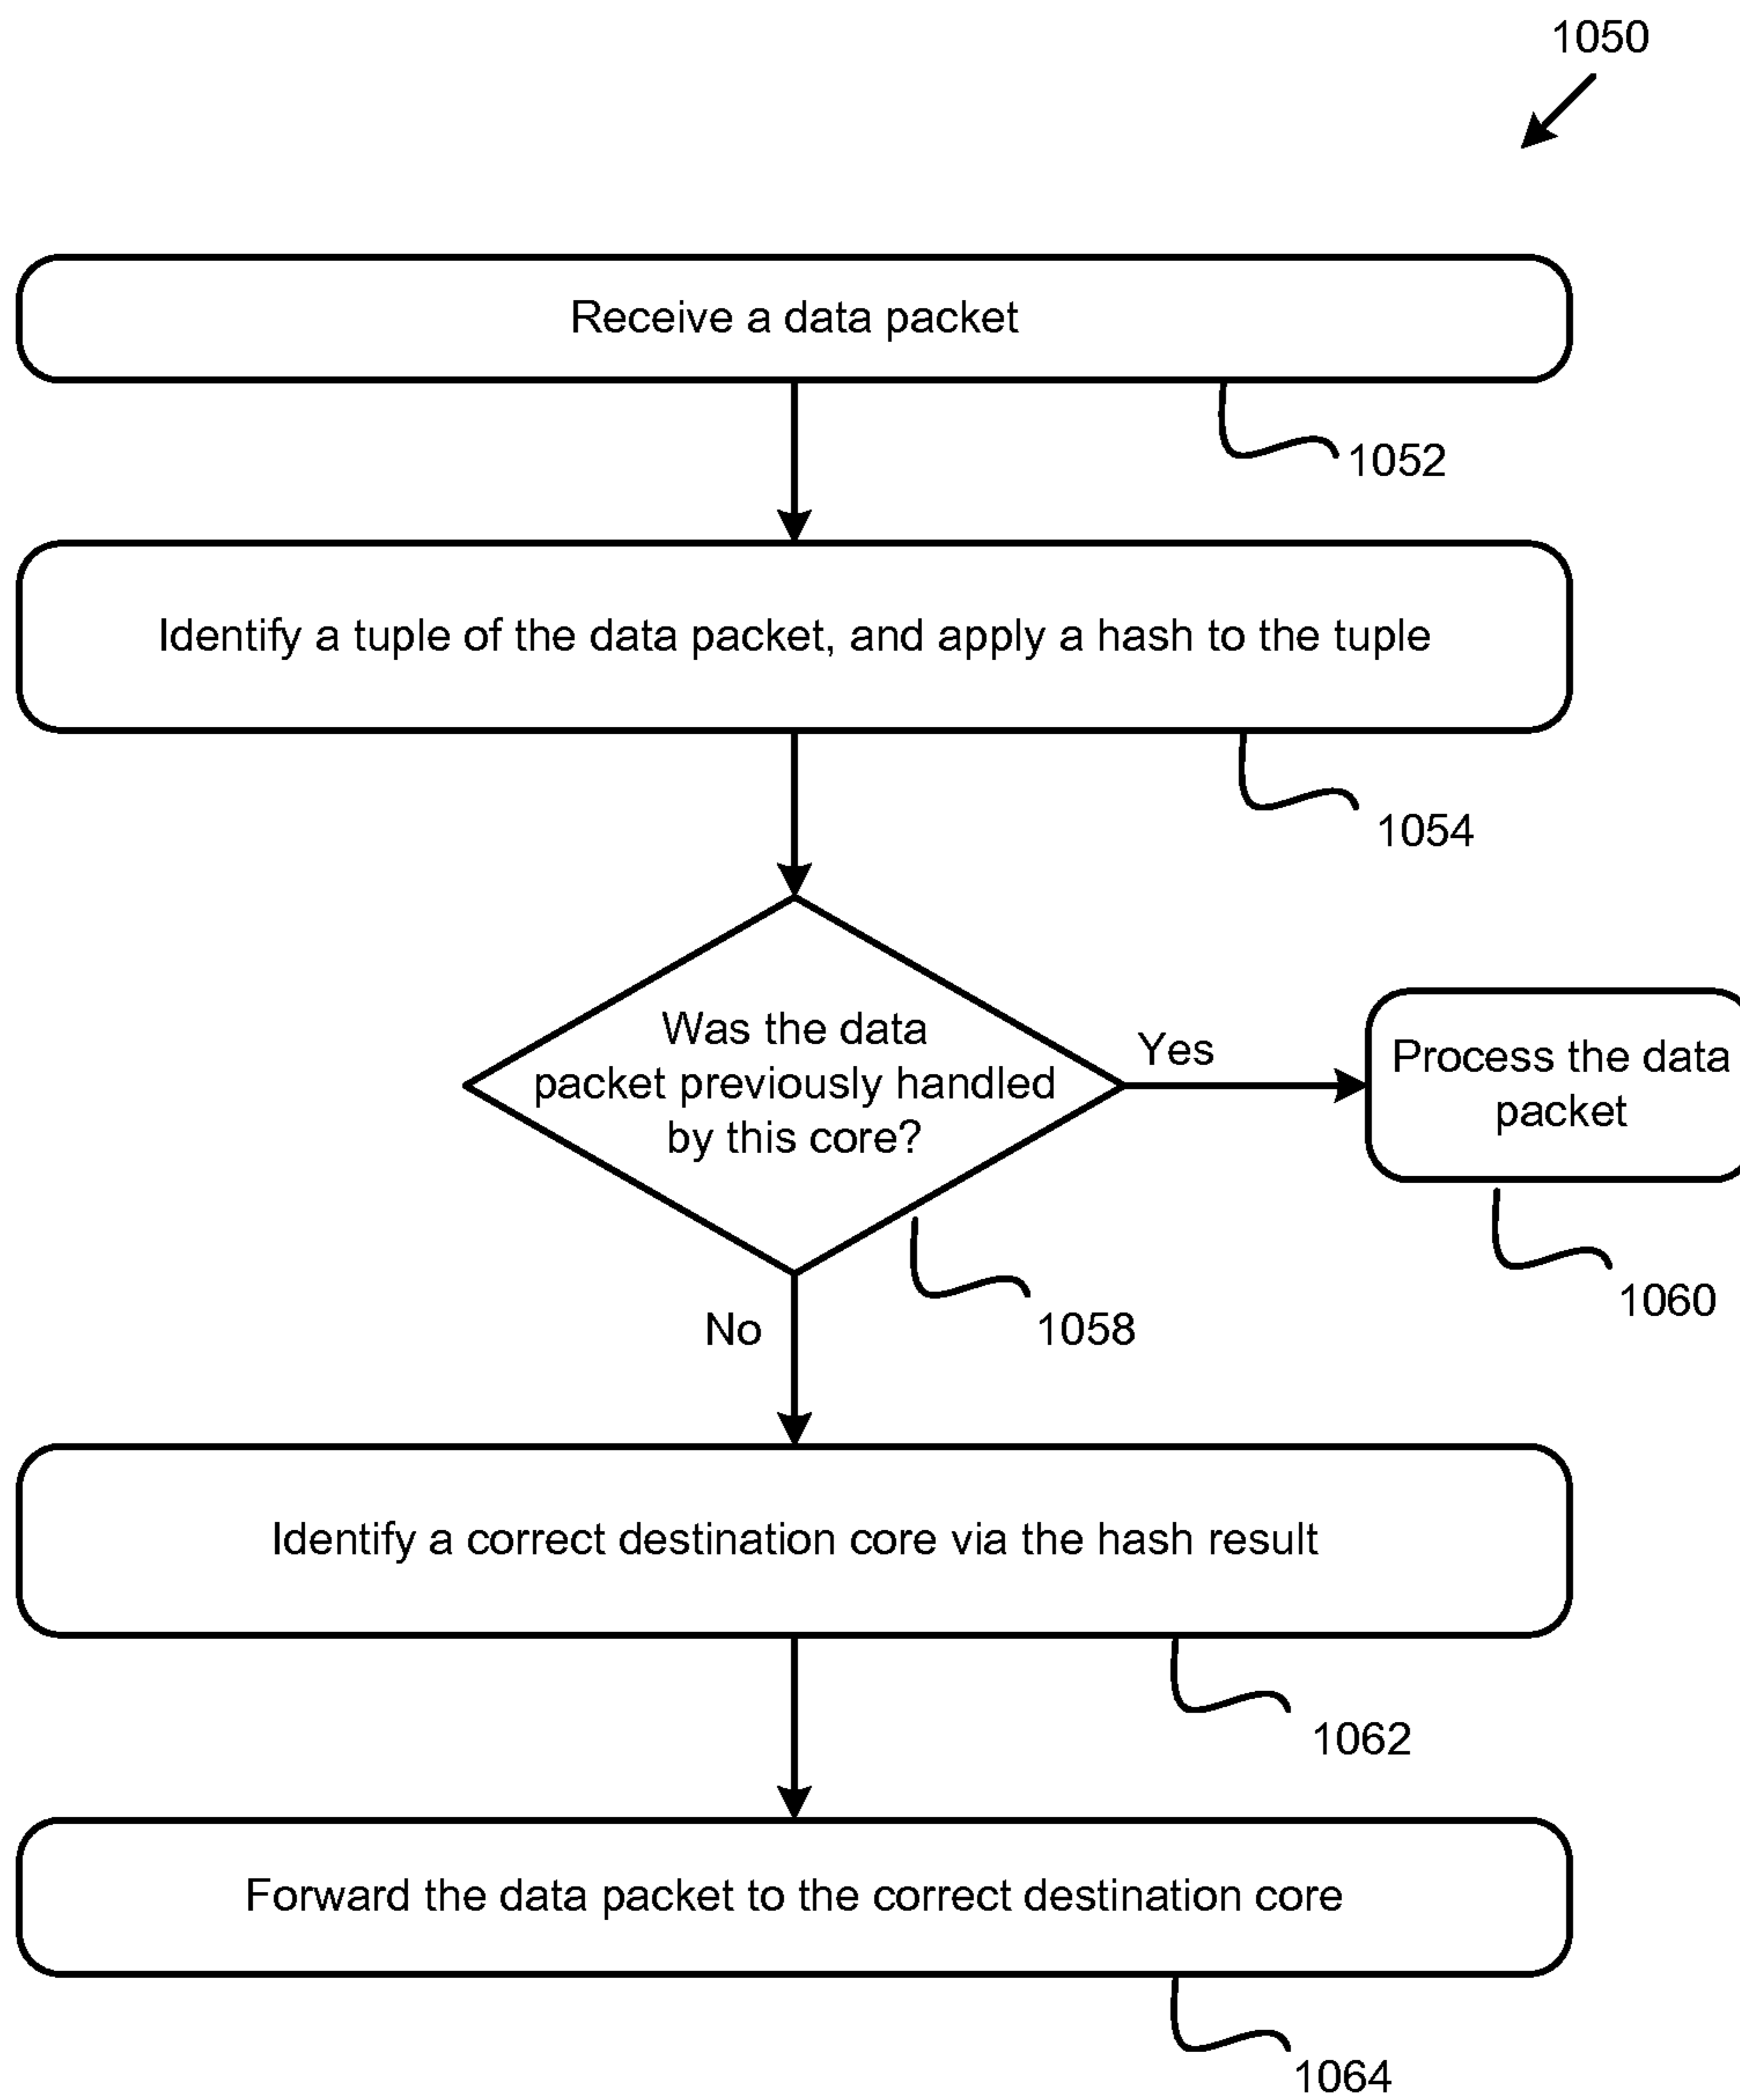 1050
Receive a data packet
1052
Identify a tuple of the data packet, and apply a hash to the tuple
1054
Was the data
packet previously handled
by this core?
Yes
Process the data
packet
1060
No
1058
Identify a correct destination core via the hash result
1062
Forward the data packet to the correct destination core
1064